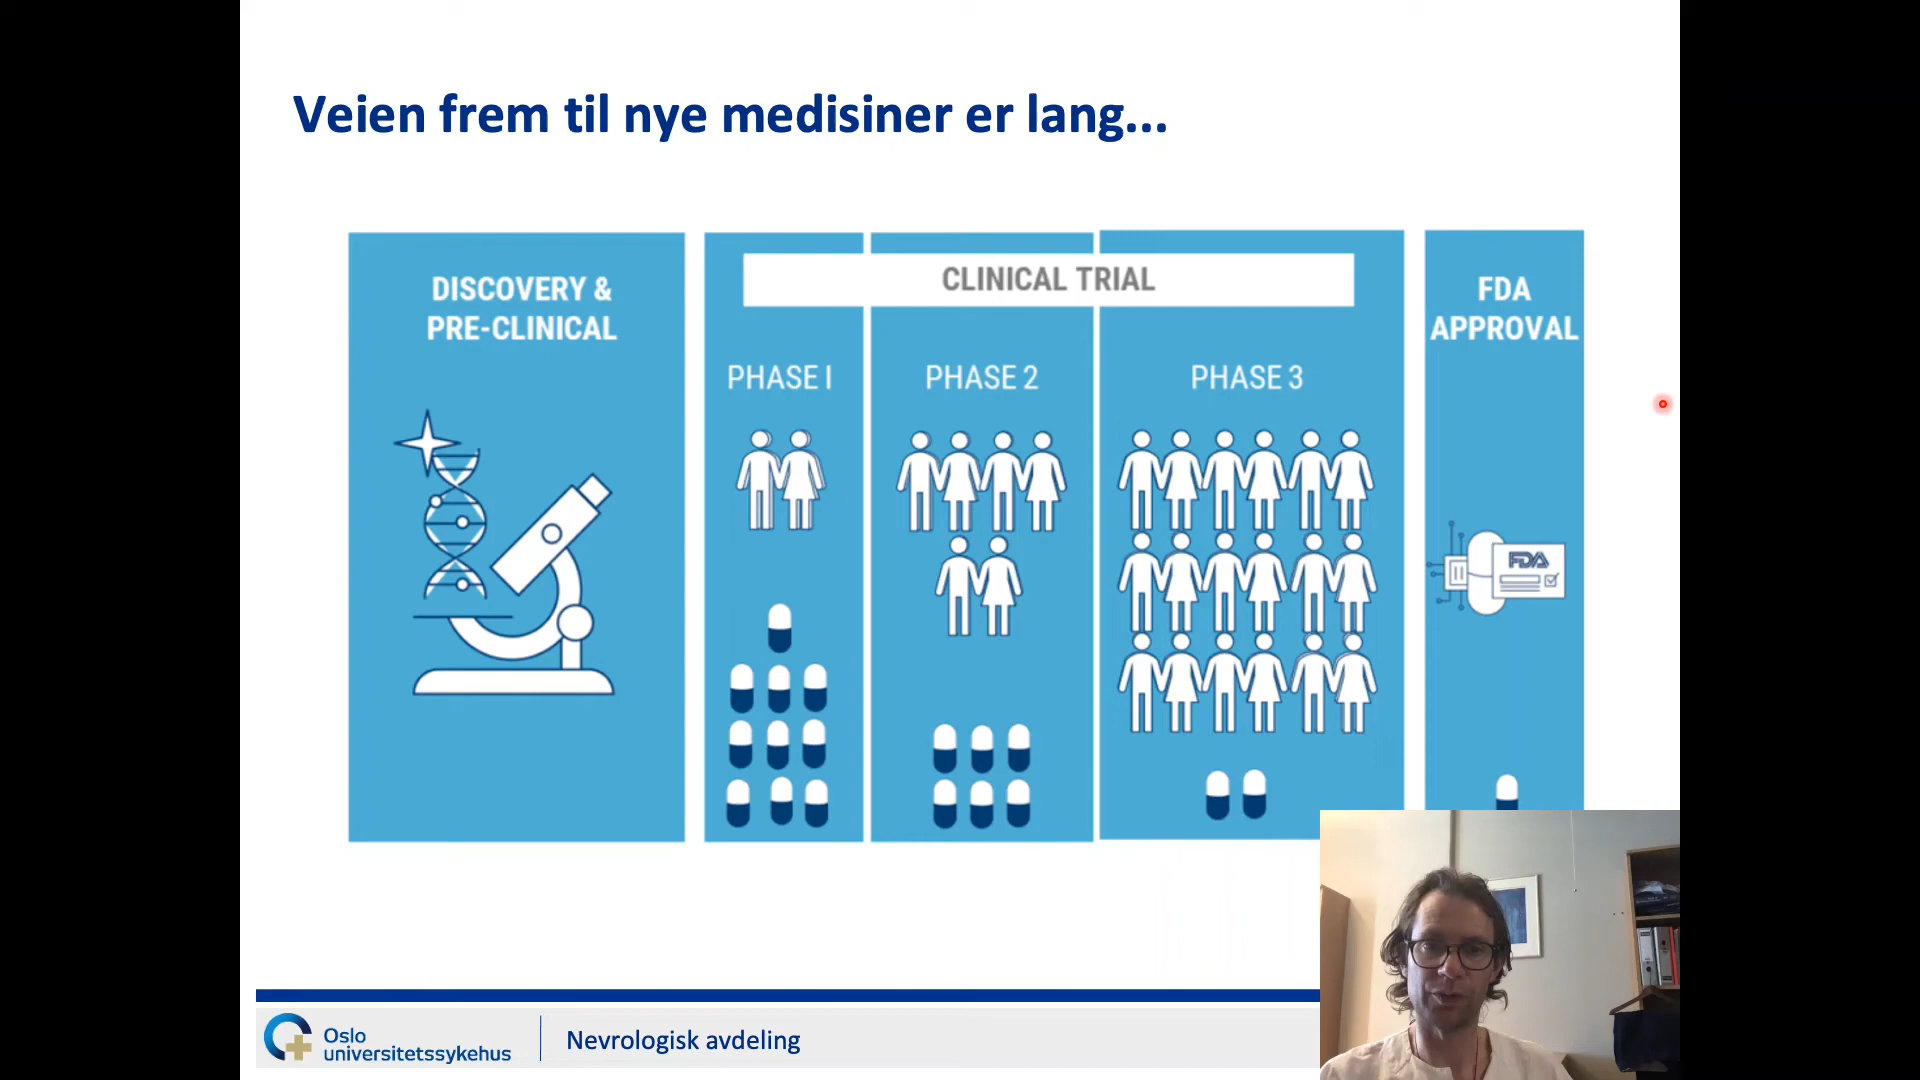 Veien frem til nye medisiner er lang...
DISCOVERY &
PRE-CLINICAL
CLINICAL TRIAL
PHASE I
PHASE 2
PHASE 3
FDA
APPROVAL
FDA
Oslo
universitetssykehus
Nevrologisk avdeling